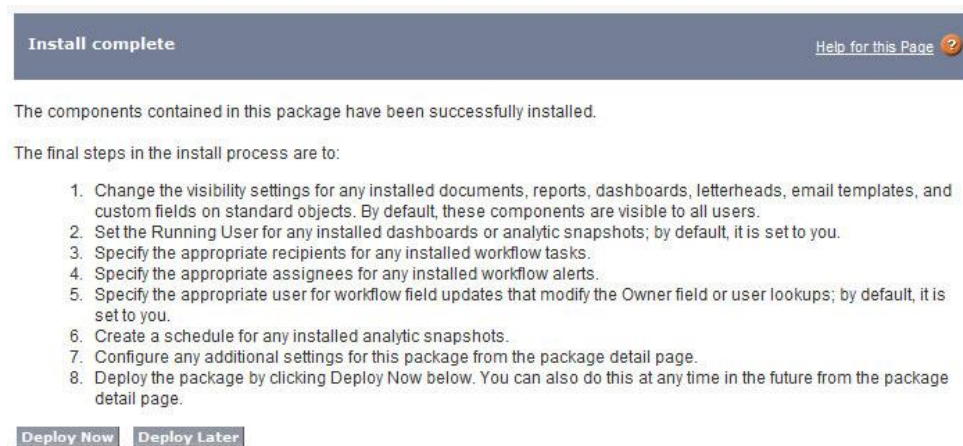 Install complete
Help for this Page ?
The components contained in this package have been successfully installed.
The final steps in the install process are to:
1. Change the visibility settings for any installed documents, reports, dashboards, letterheads, email templates, and
custom fields on standard objects. By default, these components are visible to all users.
2. Set the Running User for any installed dashboards or analytic snapshots; by default, it is set to you.
3. Specify the appropriate recipients for any installed workflow tasks.
4. Specify the appropriate assignees for any installed workflow alerts.
5. Specify the appropriate user for workflow field updates that modify the Owner field or user lookups; by default, it is
set to you.
6. Create a schedule for any installed analytic snapshots.
7. Configure any additional settings for this package from the package detail page.
8. Deploy the package by clicking Deploy Now below. You can also do this at any time in the future from the package
detail page.
Deploy Now Deploy Later